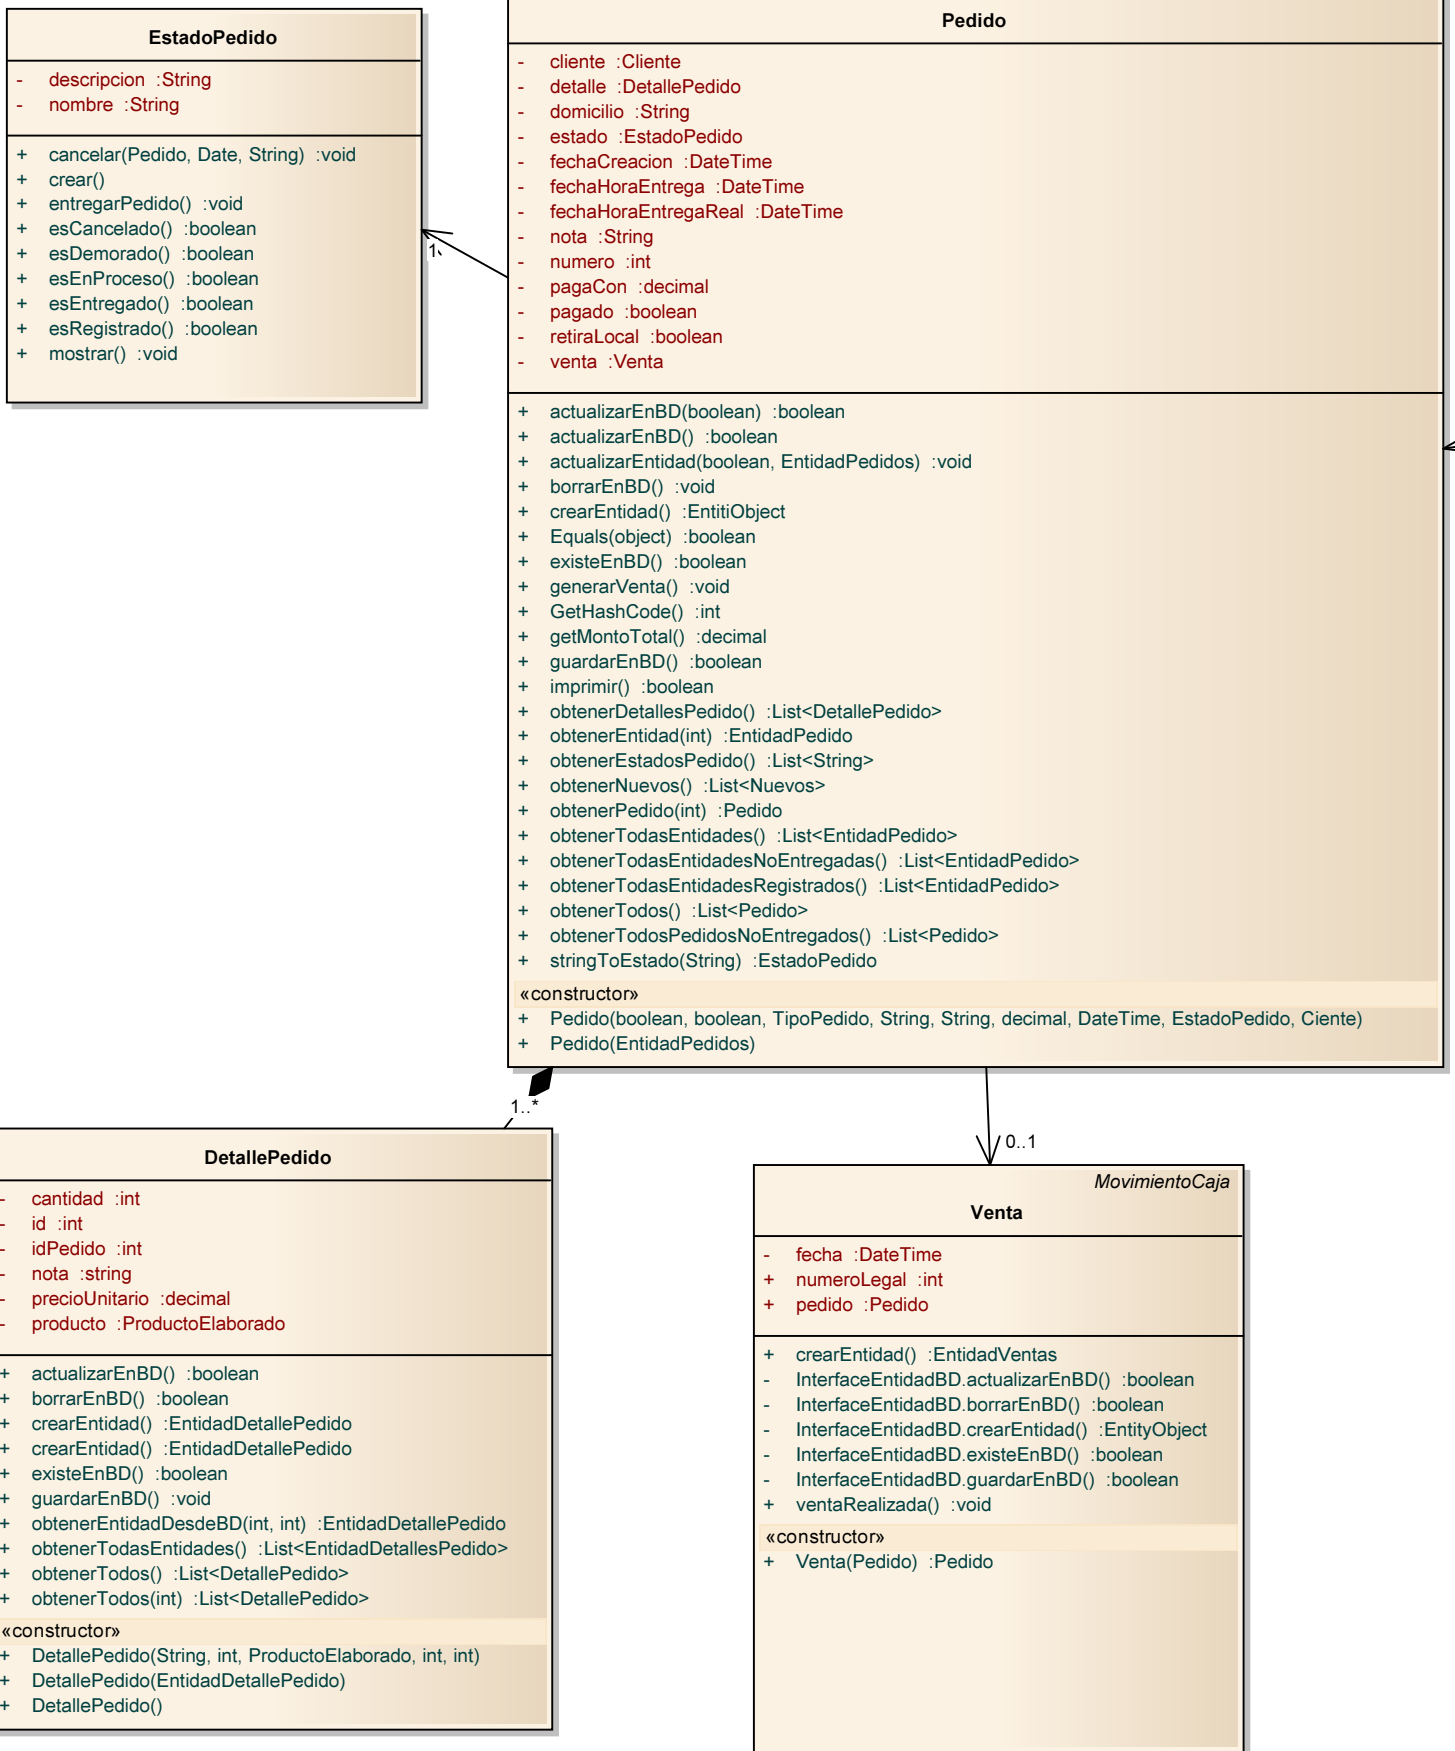 EstadoPedido
- descripcion :String
- nombre :String
+ cancelar(Pedido, Date, String) :void
+ crear()
+ entregarPedido() :void
+ esCancelado() :boolean
+ esDemorado() :boolean
+ esEnProceso() :boolean
+ esEntregado() :boolean
+ esRegistrado() :boolean
+ mostrar() :void
Pedido
- cliente :Cliente
- detalle :DetallePedido
- domicilio :String
- estado :EstadoPedido
- fechaCreacion :DateTime
- fechaHoraEntrega :DateTime
- fechaHoraEntregaReal :DateTime
- nota :String
- numero :int
- pagaCon :decimal
- pagado :boolean
- retiraLocal :boolean
- venta :Venta
+ actualizarEnBD(boolean) :boolean
+ actualizarEnBD() :boolean
+ actualizarEntidad(boolean, EntidadPedidos) :void
+ borrarEnBD() :void
+ crearEntidad() :EntitiObject
+ Equals(object) :boolean
+ existeEnBD() :boolean
+ generarVenta() :void
+ GetHashCode() :int
+ getMontoTotal() :decimal
+ guardarEnBD() :boolean
+ imprimir() :boolean
+ obtenerDetallesPedido() :List<DetallePedido>
+ obtenerEntidad(int) :EntidadPedido
+ obtenerEstadosPedido() :List<String>
+ obtenerNuevos() :List<Nuevos>
+ obtenerPedido(int) :Pedido
+ obtenerTodasEntidades() :List<EntidadPedido>
+ obtenerTodasEntidadesNoEntregadas() :List<EntidadPedido>
+ obtenerTodasEntidadesRegistrados() :List<EntidadPedido>
+ obtenerTodos() :List<Pedido>
+ obtenerTodosPedidosNoEntregados() :List<Pedido>
+ stringToEstado(String) :EstadoPedido
«constructor»
+ Pedido(boolean, boolean, TipoPedido, String, String, decimal, DateTime, EstadoPedido, Ciente)
+ Pedido(EntidadPedidos)
1..*
0..1
DetallePedido
- cantidad :int
- id :int
- idPedido :int
- nota :string
- precioUnitario :decimal
- producto :ProductoElaborado
+ actualizarEnBD() :boolean
+ borrarEnBD() :boolean
+ crearEntidad() :EntidadDetallePedido
+ crearEntidad() :EntidadDetallePedido
+ existeEnBD() :boolean
+ guardarEnBD() :void
+ obtenerEntidadDesdeBD(int, int) :EntidadDetallePedido
+ obtenerTodasEntidades() :List<EntidadDetallesPedido>
+ obtenerTodos() :List<DetallePedido>
+ obtenerTodos(int) :List<DetallePedido>
«constructor»
+ DetallePedido(String, int, ProductoElaborado, int, int)
+ DetallePedido(EntidadDetallePedido)
+ DetallePedido()
MovimientoCaja
Venta
- fecha :DateTime
+ numeroLegal :int
+ pedido :Pedido
+ crearEntidad() :EntidadVentas
- InterfaceEntidadBD.actualizarEnBD() :boolean
- InterfaceEntidadBD.borrarEnBD() :boolean
- InterfaceEntidadBD.crearEntidad() :EntityObject
- InterfaceEntidadBD.existeEnBD() :boolean
- InterfaceEntidadBD.guardarEnBD() :boolean
+ ventaRealizada() :void
«constructor»
+ Venta(Pedido) :Pedido